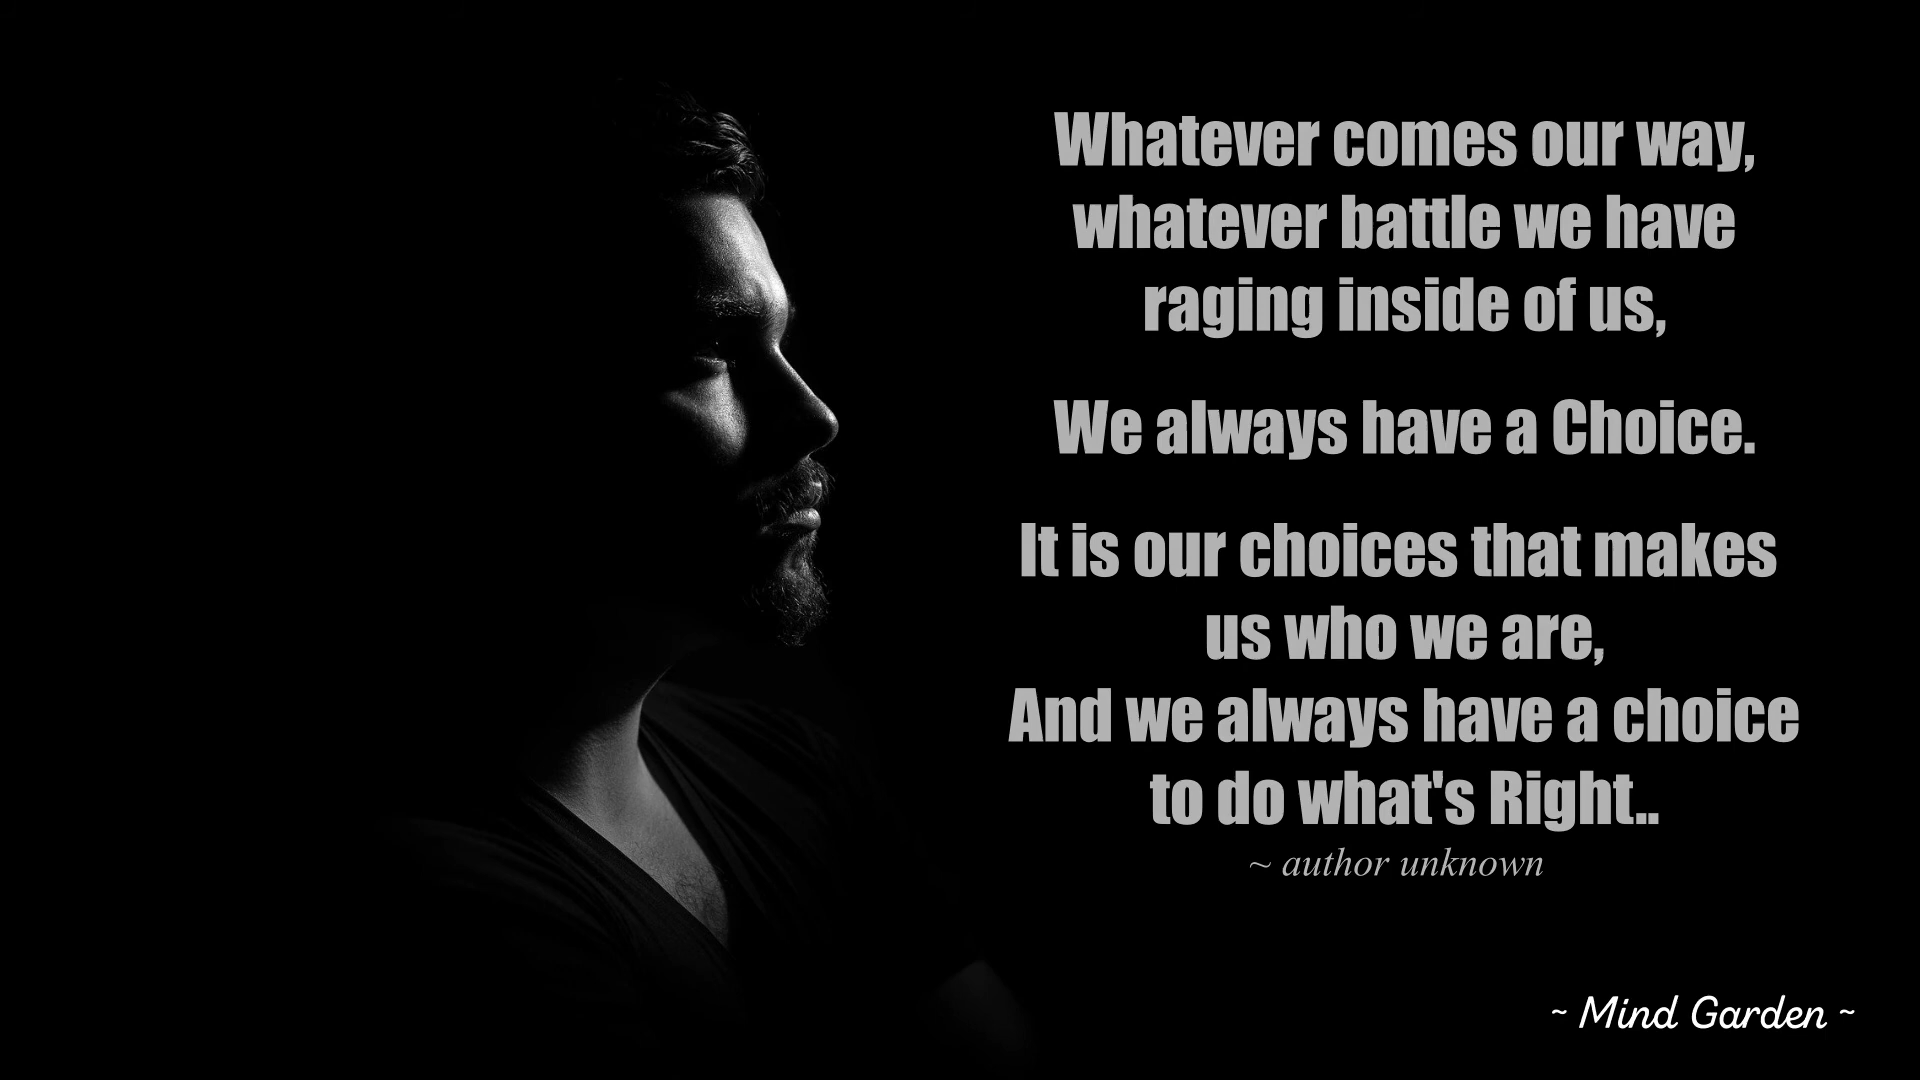 Whatever comes our way,
whatever battle we have
raging inside of us,
We always have a Choice.
It is our choices that makes
us who we are,
And we always have a choice
to do what's Right..
~ author unknown
~ Mind Garden ~